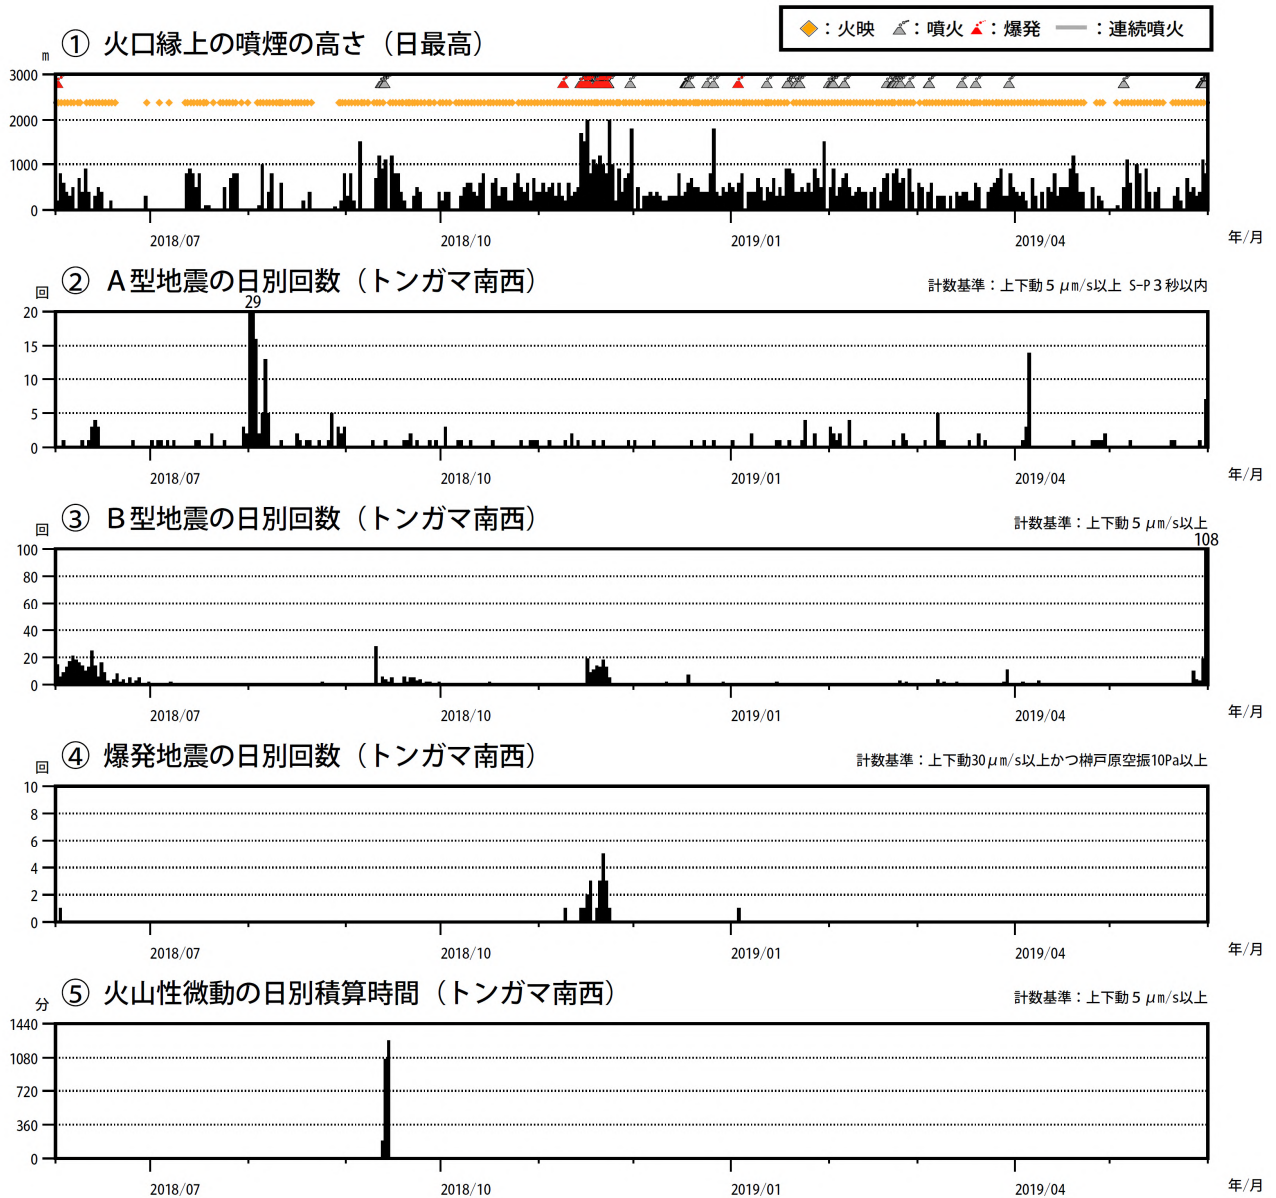 ：火映 ：噴火 ：爆発 ：連続噴火
① 火口縁上の噴煙の高さ（日最高）
m
3000
2000
1000
0
2018/07 2018/10 2019/01 2019/04 年/月
② A型地震の日別回数（トンガマ南西）
計数基準：上下動５μm/s以上 S-P３秒以内
回
29
20
15
10
5
0
2018/07 2018/10 2019/01 2019/04 年/月
③ B型地震の日別回数（トンガマ南西）
計数基準：上下動５μm/s以上
回
108
100
80
60
40
20
0
2018/07 2018/10 2019/01 2019/04 年/月
④ 爆発地震の日別回数（トンガマ南西）
計数基準：上下動30μm/s以上かつ榊戸原空振10Pa以上
回
10
8
6
4
2
0
2018/07 2018/10 2019/01 2019/04 年/月
⑤ 火山性微動の日別積算時間（トンガマ南西）
計数基準：上下動５μm/s以上
分
1440
1080
720
360
0
2018/07 2018/10 2019/01 2019/04 年/月